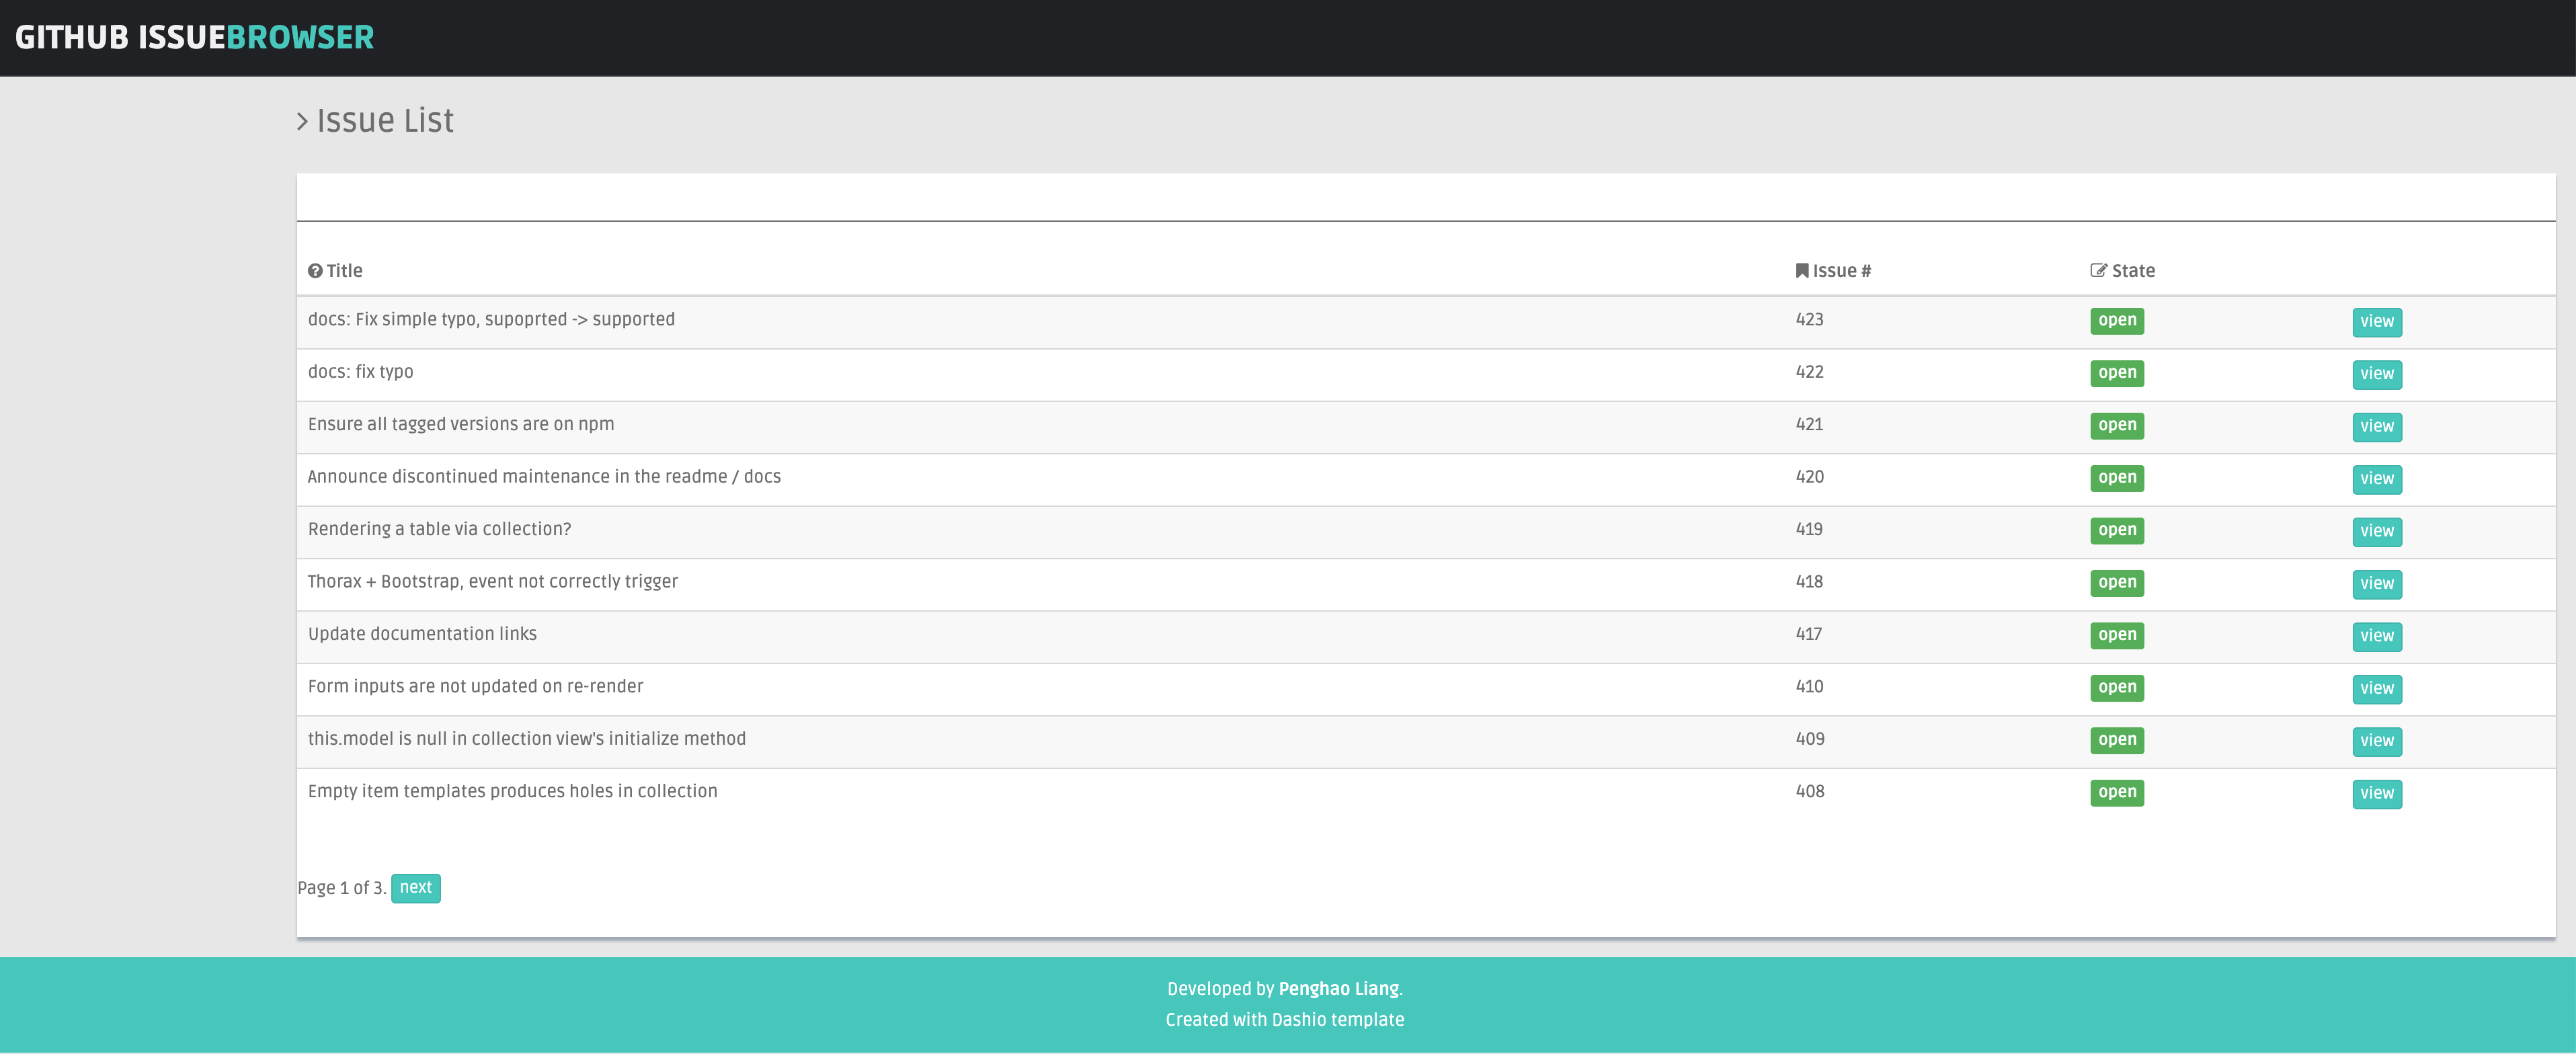 GITHUB ISSUEBROWSER
> Issue List
Title Issue # State
docs: Fix simple typo, supoprted -> supported 423 open view
docs: fix typo 422 open view
Ensure all tagged versions are on npm 421 open view
Announce discontinued maintenance in the readme / docs 420 open view
Rendering a table via collection? 419 open view
Thorax + Bootstrap, event not correctly trigger 418 open view
Update documentation links 417 open view
Form inputs are not updated on re-render 410 open view
this.model is null in collection view's initialize method 409 open view
Empty item templates produces holes in collection 408 open view
Page 1 of 3. next
Developed by Penghao Liang.
Created with Dashio template